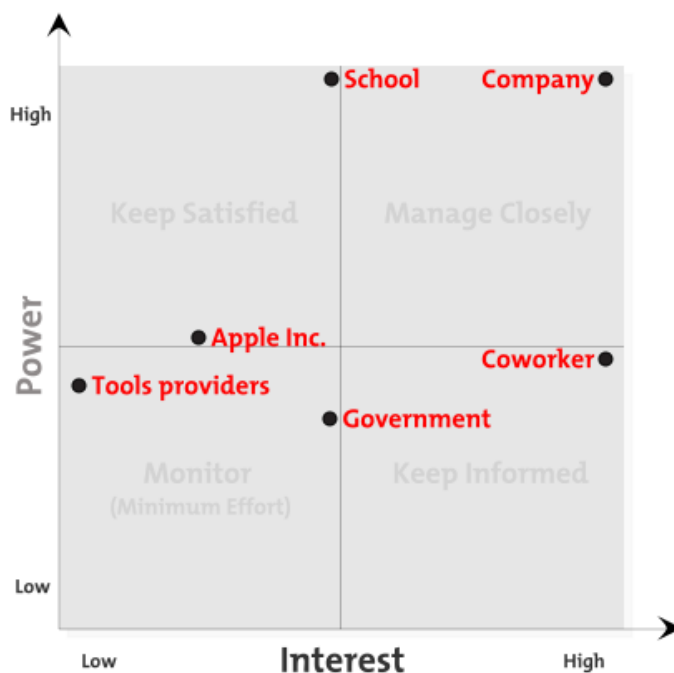 School
Company
High
Keep Satisfied
Manage Closely
Power
Apple Inc.
Coworker
Tools providers
Government
Monitor
(Minimum Effort)
Keep Informed
Low
Low
Interest
High